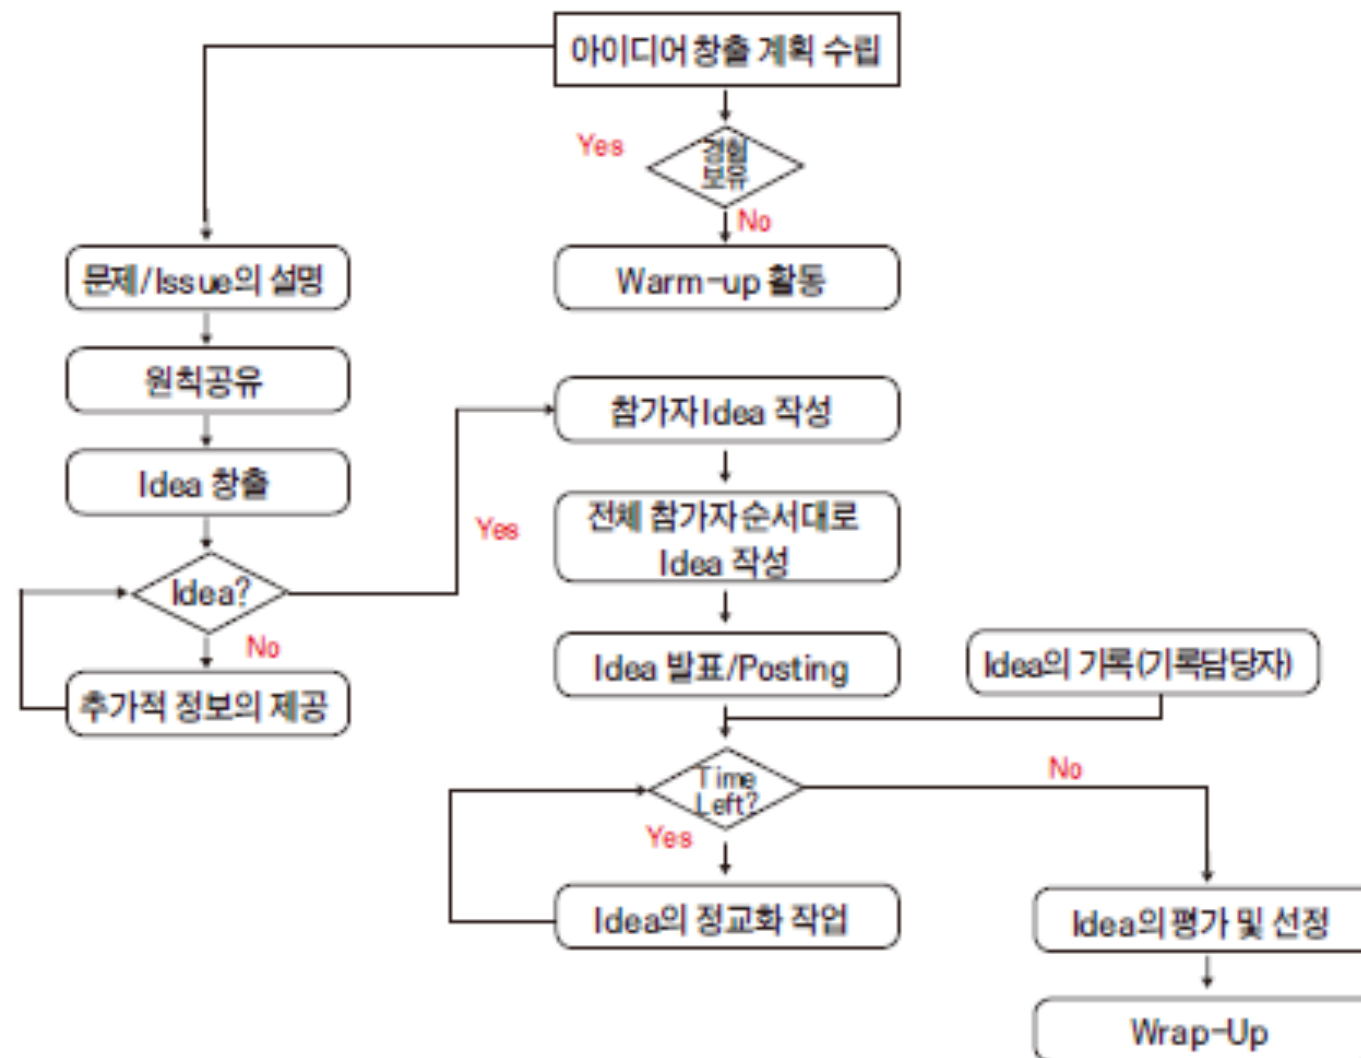 아이디어 창출 계획 수립
Yes
경험
보유
No
문제/Issue의 설명
Warm-up 활동
원칙공유
참가자 Idea 작성
Idea 창출
Yes
전체 참가자 순서대로
Idea 작성
Idea?
No
Idea 발표/Posting
Idea의 기록(기록담당자)
추가적 정보의 제공
Time
Left?
No
Yes
Idea의 정교화 작업
Idea의 평가 및 선정
Wrap-Up